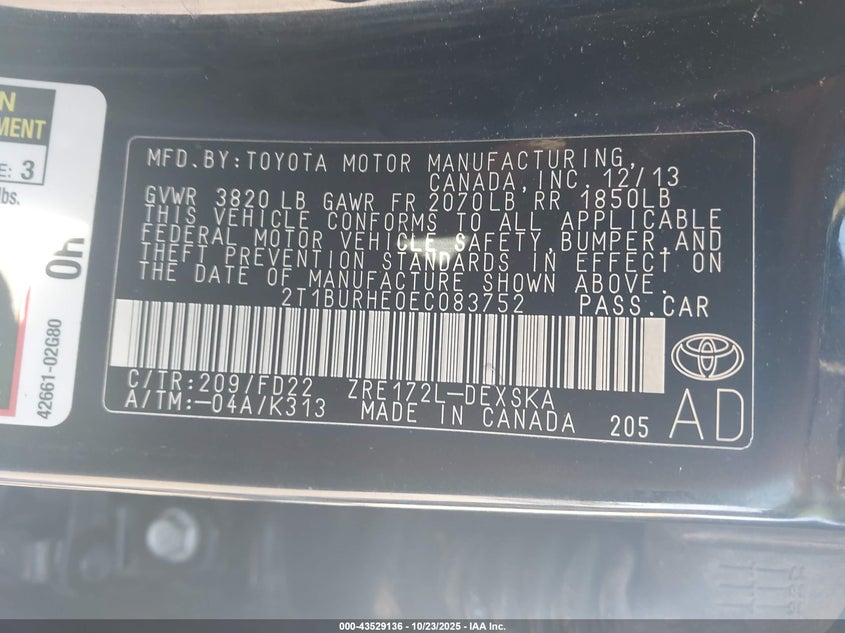 N
EMENT
E: 3
lbs.
42661-02G80
MFD.BY:TOYOTA MOTOR MANUFACTURING,
CANADA,INC. 12/13
GVWR 3820 LB GAWR FR 2070LB RR 1850LB
THIS VEHICLE CONFORMS TO ALL APPLICABLE
FEDERAL MOTOR VEHICLE SAFETY,BUMPER,AND
THEFT PREVENTION STANDARDS IN EFFECT ON
THE DATE OF MANUFACTURE SHOWN ABOVE.
2T1BURHE0EC083752 PASS.CAR
C/TR:209/FD22 ZRE172L-DEXSKA
A/TM:-04A/K313 MADE IN CANADA 205 AD
000-43529136 - 10/23/2025 - IAA Inc.